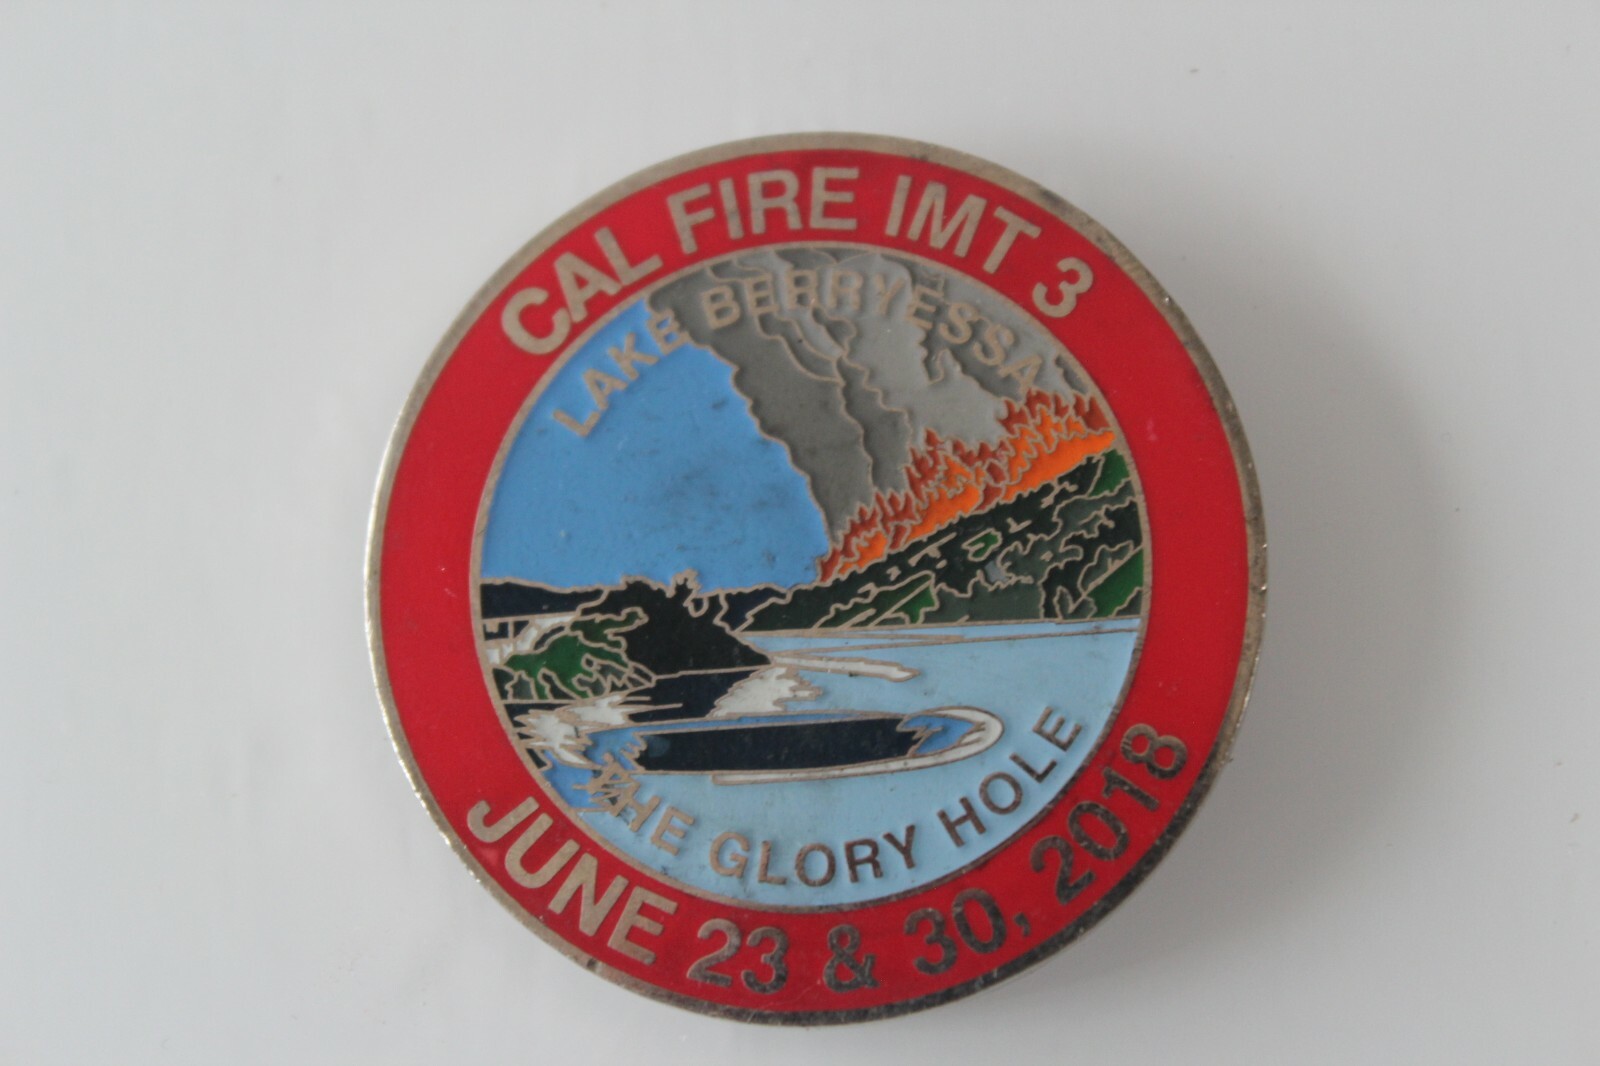 CAL FIRE IMT 3
LAKE BERRYESSA
THE GLORY HOLE
JUNE 23 & 30, 2018